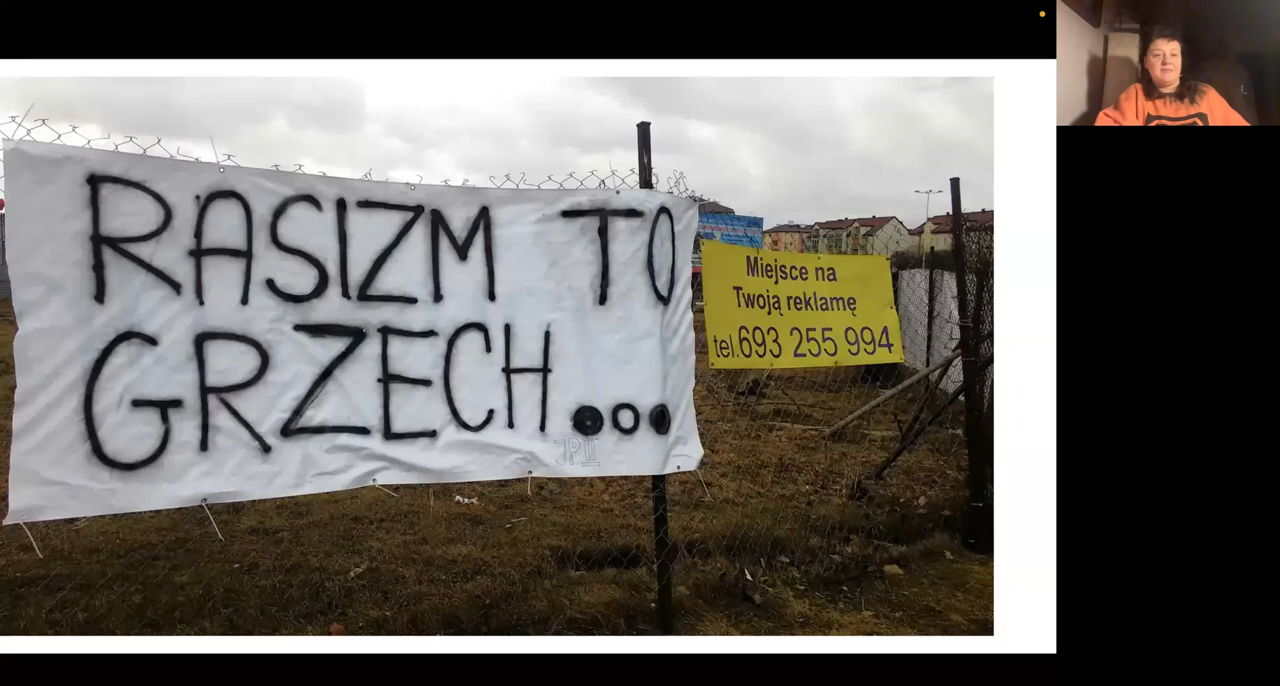 RASIZM TO
GRZECH...
JPII
Miejsce na
Twoją reklamę
tel.693 255 994